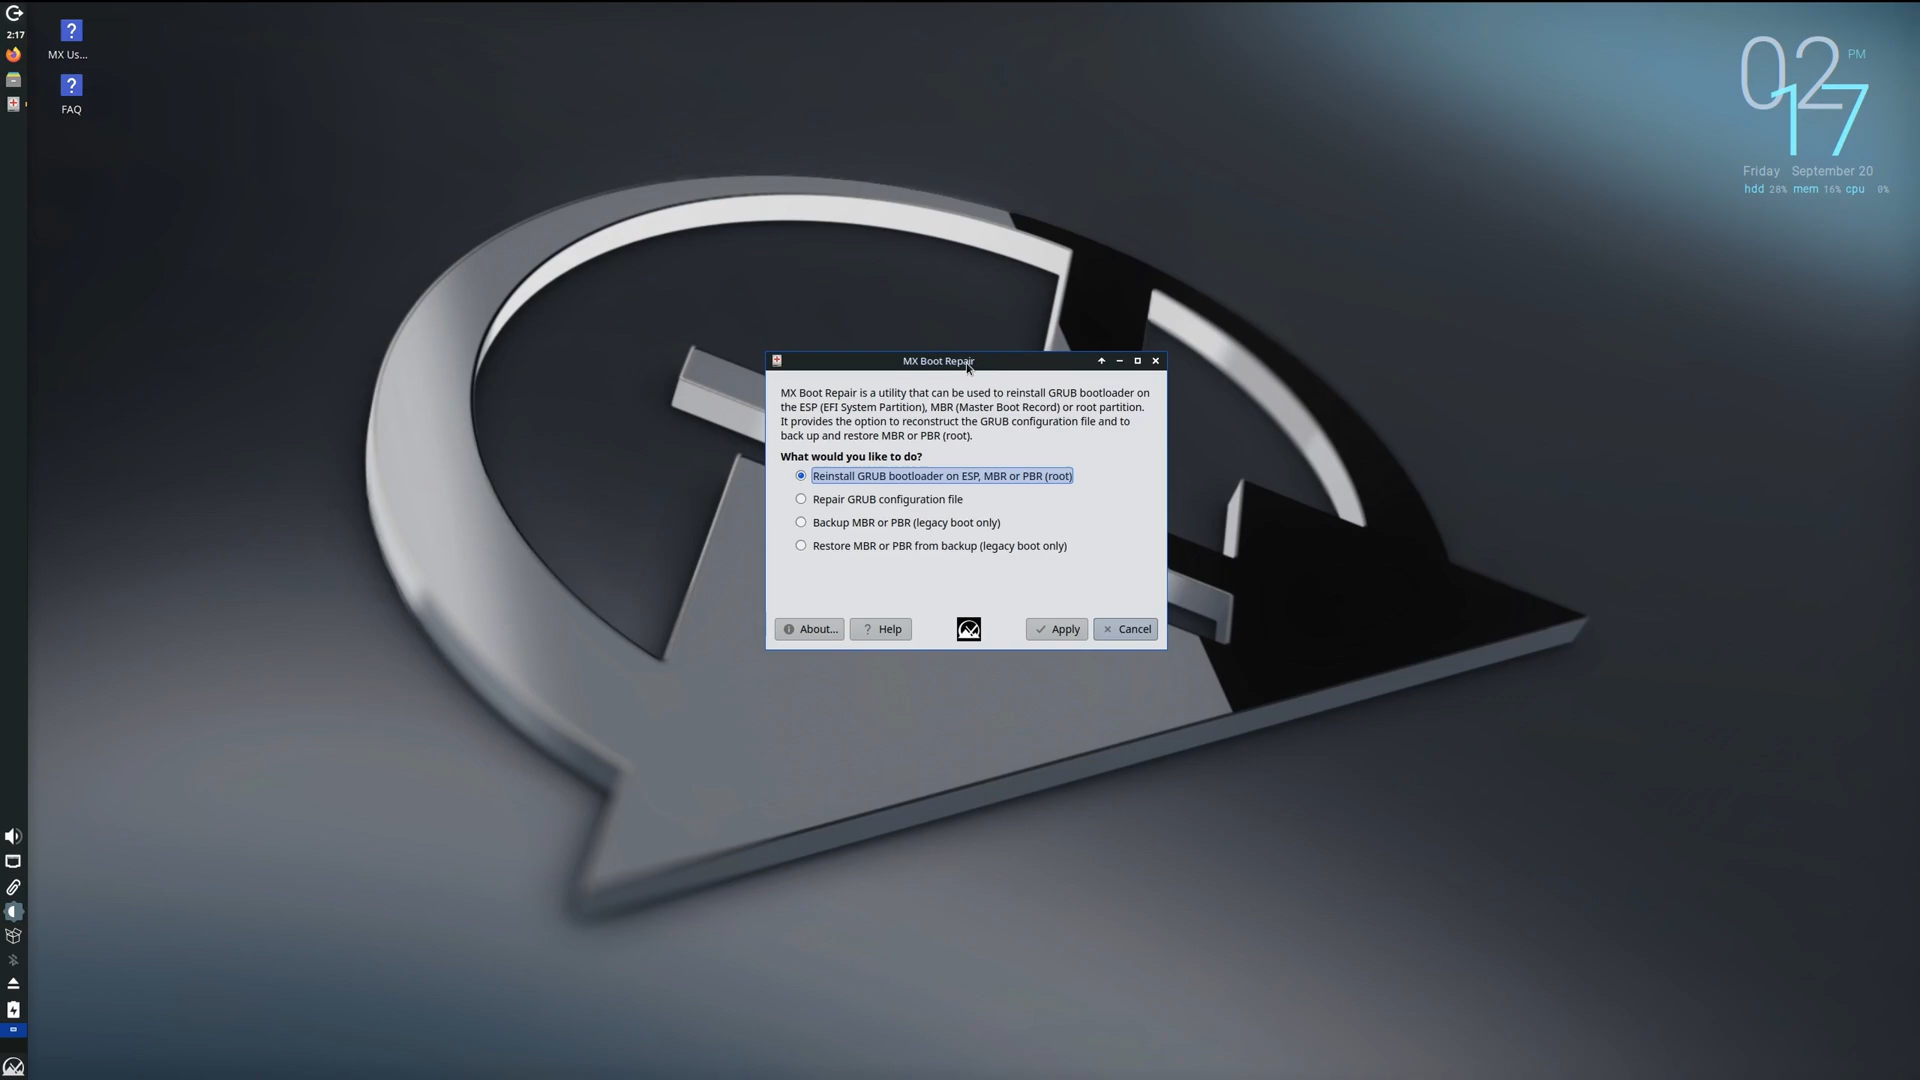 2:17
MX Us...
FAQ
02 PM
17
Friday September 20
hdd 28% mem 16% cpu 0%
MX Boot Repair
MX Boot Repair is a utility that can be used to reinstall GRUB bootloader on
the ESP (EFI System Partition), MBR (Master Boot Record) or root partition.
It provides the option to reconstruct the GRUB configuration file and to
back up and restore MBR or PBR (root).
What would you like to do?
Reinstall GRUB bootloader on ESP, MBR or PBR (root)
Repair GRUB configuration file
Backup MBR or PBR (legacy boot only)
Restore MBR or PBR from backup (legacy boot only)
About... Help Apply Cancel